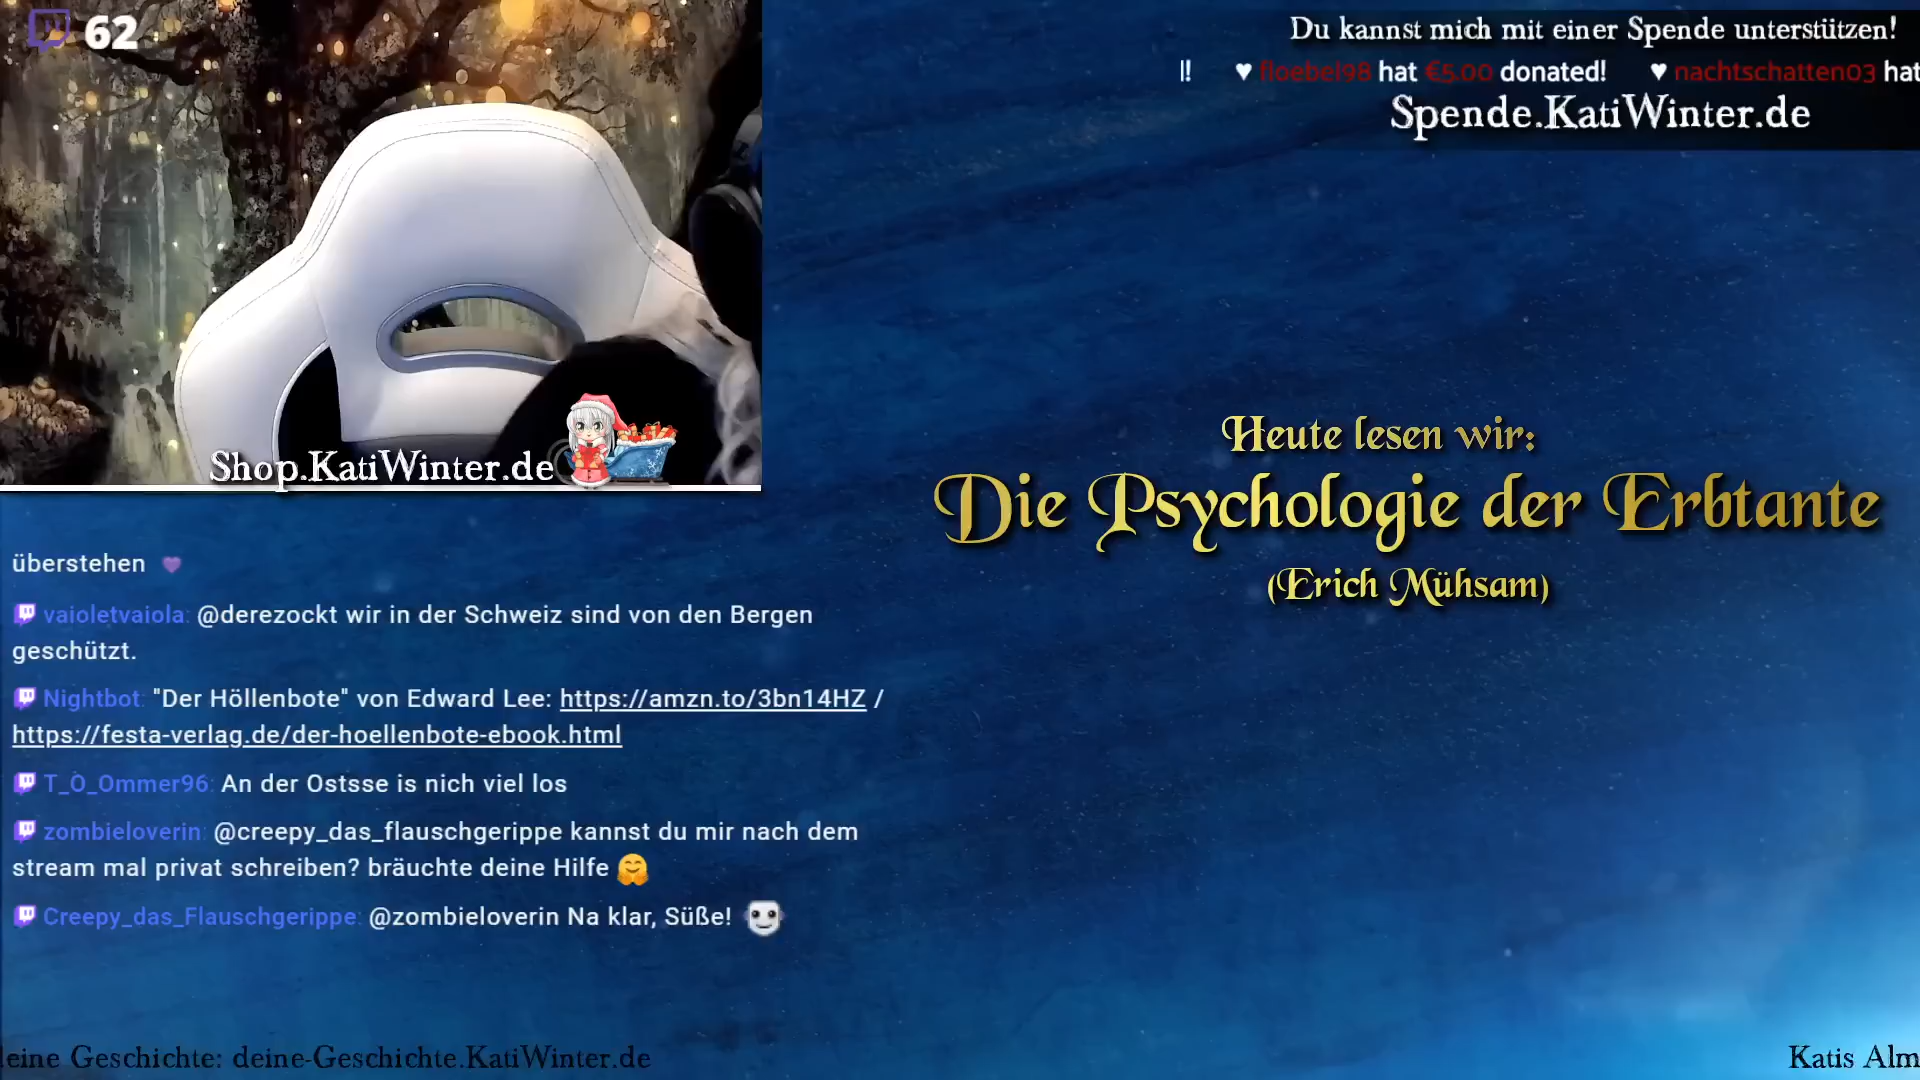 62
Du kannst mich mit einer Spende unterstützen!
♥ floebel98 hat €5.00 donated! ♥ nachtschatten03 hat
Spende.KatiWinter.de
Shop.KatiWinter.de
Heute lesen wir:
Die Psychologie der Erbtante
(Erich Mühsam)
überstehen 💜
vaioletvaiola: @derezockt wir in der Schweiz sind von den Bergen
geschützt.
Nightbot: "Der Höllenbote" von Edward Lee: https://amzn.to/3bn14HZ /
https://festa-verlag.de/der-hoellenbote-ebook.html
T_O_Ommer96: An der Ostsse is nich viel los
zombieloverin: @creepy_das_flauschgerippe kannst du mir nach dem
stream mal privat schreiben? bräuchte deine Hilfe 🤗
Creepy_das_Flauschgerippe: @zombieloverin Na klar, Süße!
eine Geschichte: deine-Geschichte.KatiWinter.de
Katis Alm